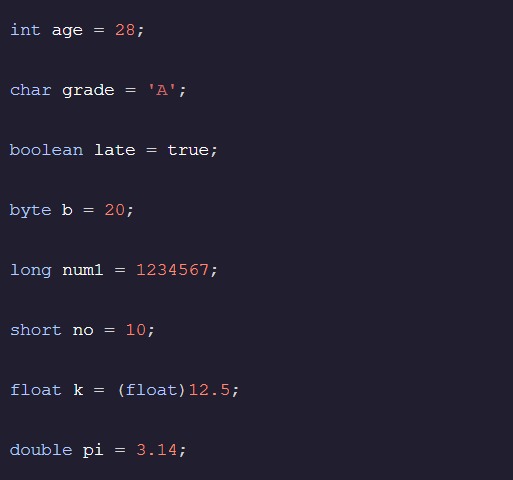 int age = 28;
char grade = 'A';
boolean late = true;
byte b = 20;
long num1 = 1234567;
short no = 10;
float k = (float)12.5;
double pi = 3.14;